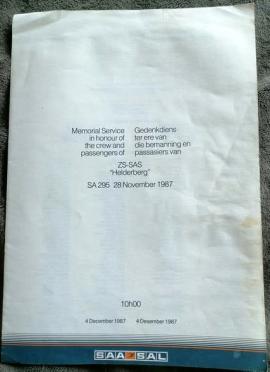 Memorial Service Gedenkdiens
in honour of ter ere van
the crew and die bemanning en
passengers of passasiers van
ZS-SAS
"Helderberg"
SA 295 28 November 1987
10h00
4 December 1987 4 Desember 1987
SAA SAL